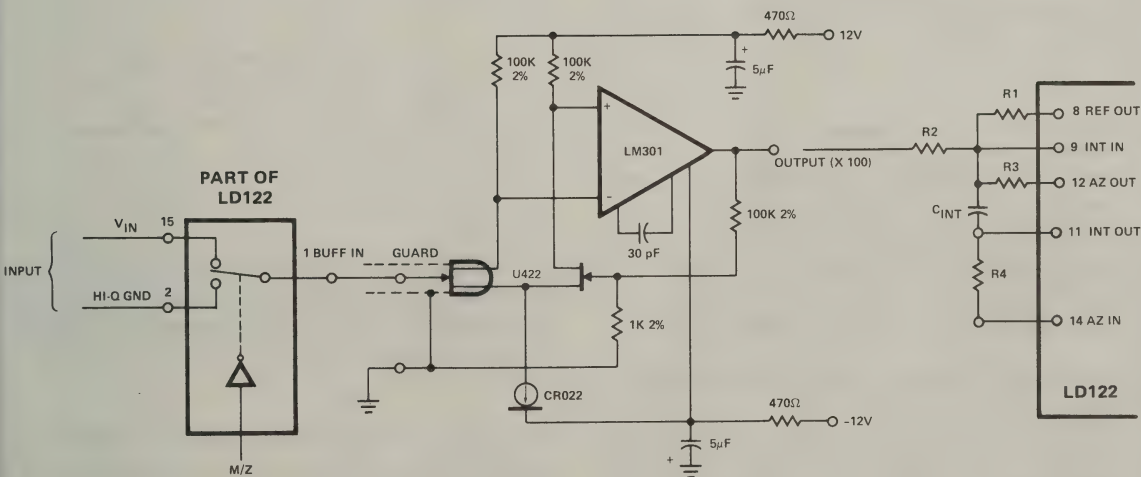 470Ω
12V
100K
2%
100K
2%
+
5µF
+
LM301
-
30 pF
OUTPUT (X 100)
100K 2%
R1
8 REF OUT
R2
9 INT IN
R3
12 AZ OUT
CINT
11 INT OUT
R4
14 AZ IN
LD122
PART OF
LD122
VIN
15
INPUT
HI-Q GND
2
1 BUFF IN
GUARD
U422
1K 2%
CR022
470Ω
-12V
5µF
+
M/Z